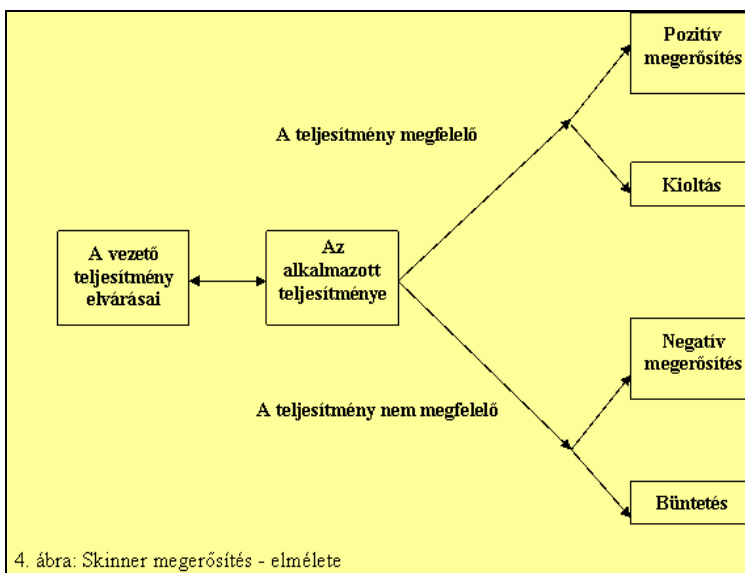 Pozitív
megerősítés
A teljesítmény megfelelő
Kioltás
A vezető
teljesítmény
elvárásai
Az
alkalmazott
teljesítménye
Negatív
megerősítés
A teljesítmény nem megfelelő
Büntetés
4. ábra: Skinner megerősítés - elmélete